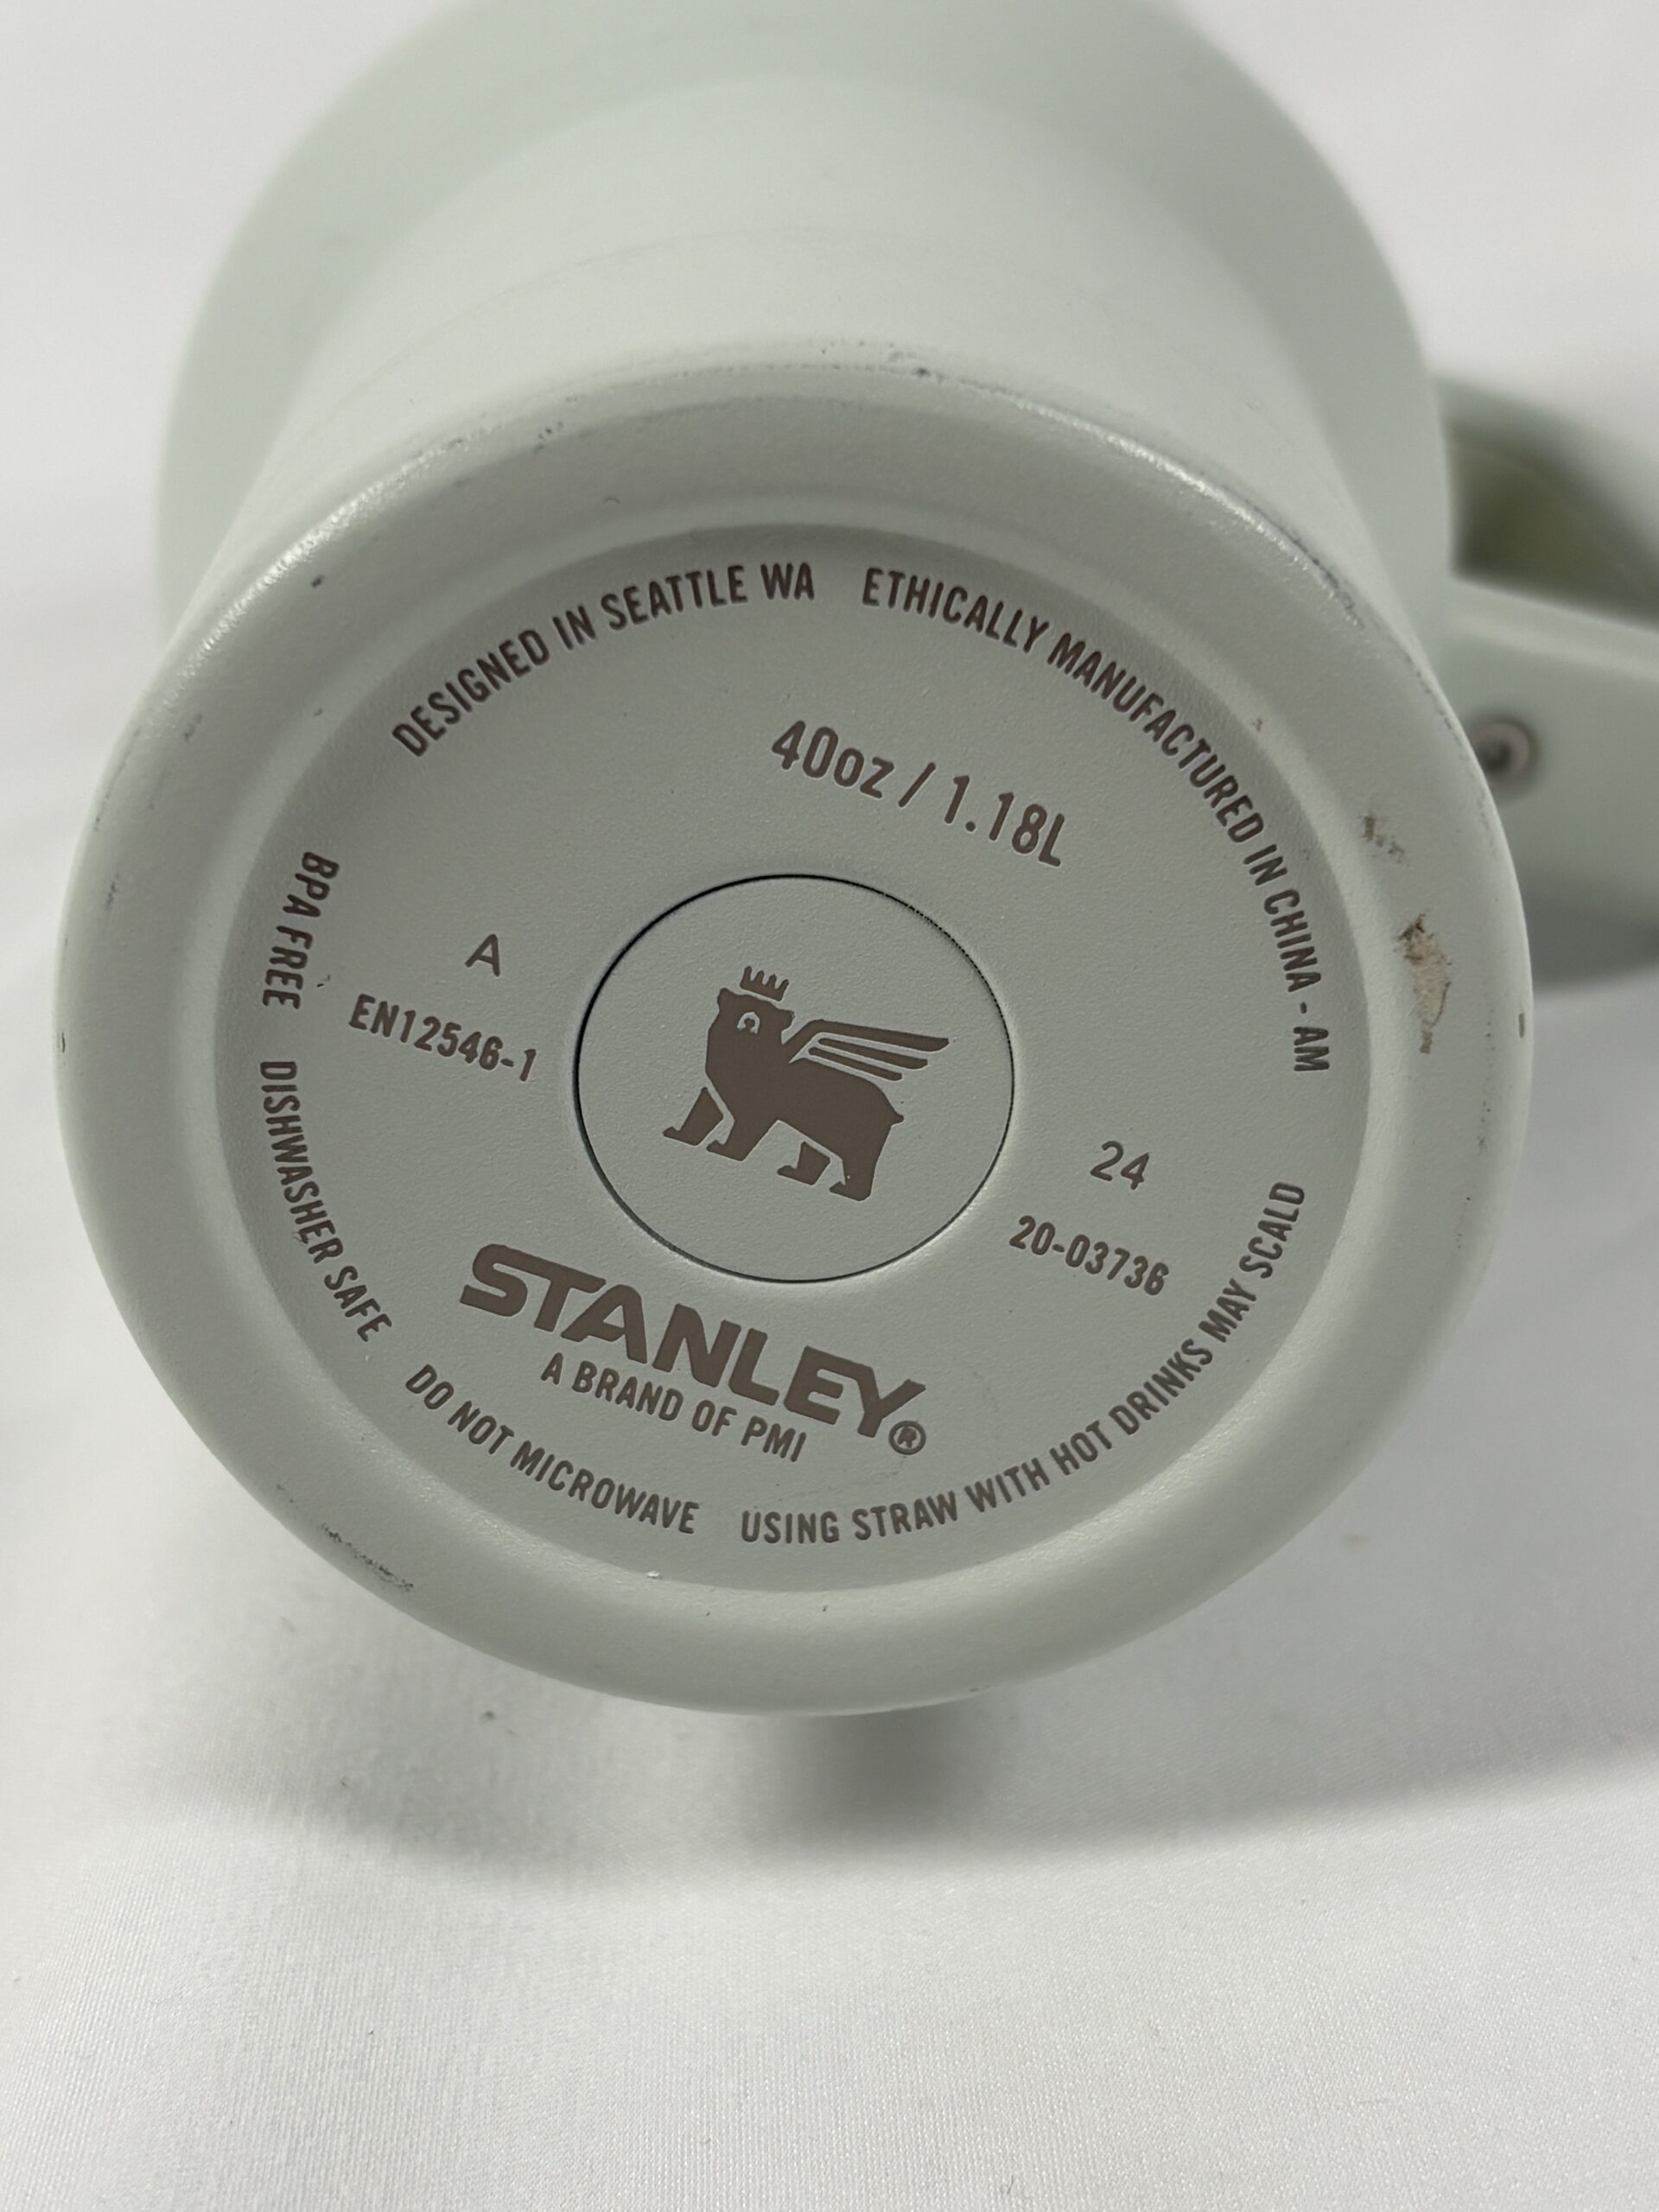 DESIGNED IN SEATTLE WA
ETHICALLY MANUFACTURED IN CHINA - AM
40oz / 1.18L
BPA FREE
A
EN12546-1
24
20-03736
DISHWASHER SAFE
STANLEY®
A BRAND OF PMI
DO NOT MICROWAVE
USING STRAW WITH HOT DRINKS MAY SCALD